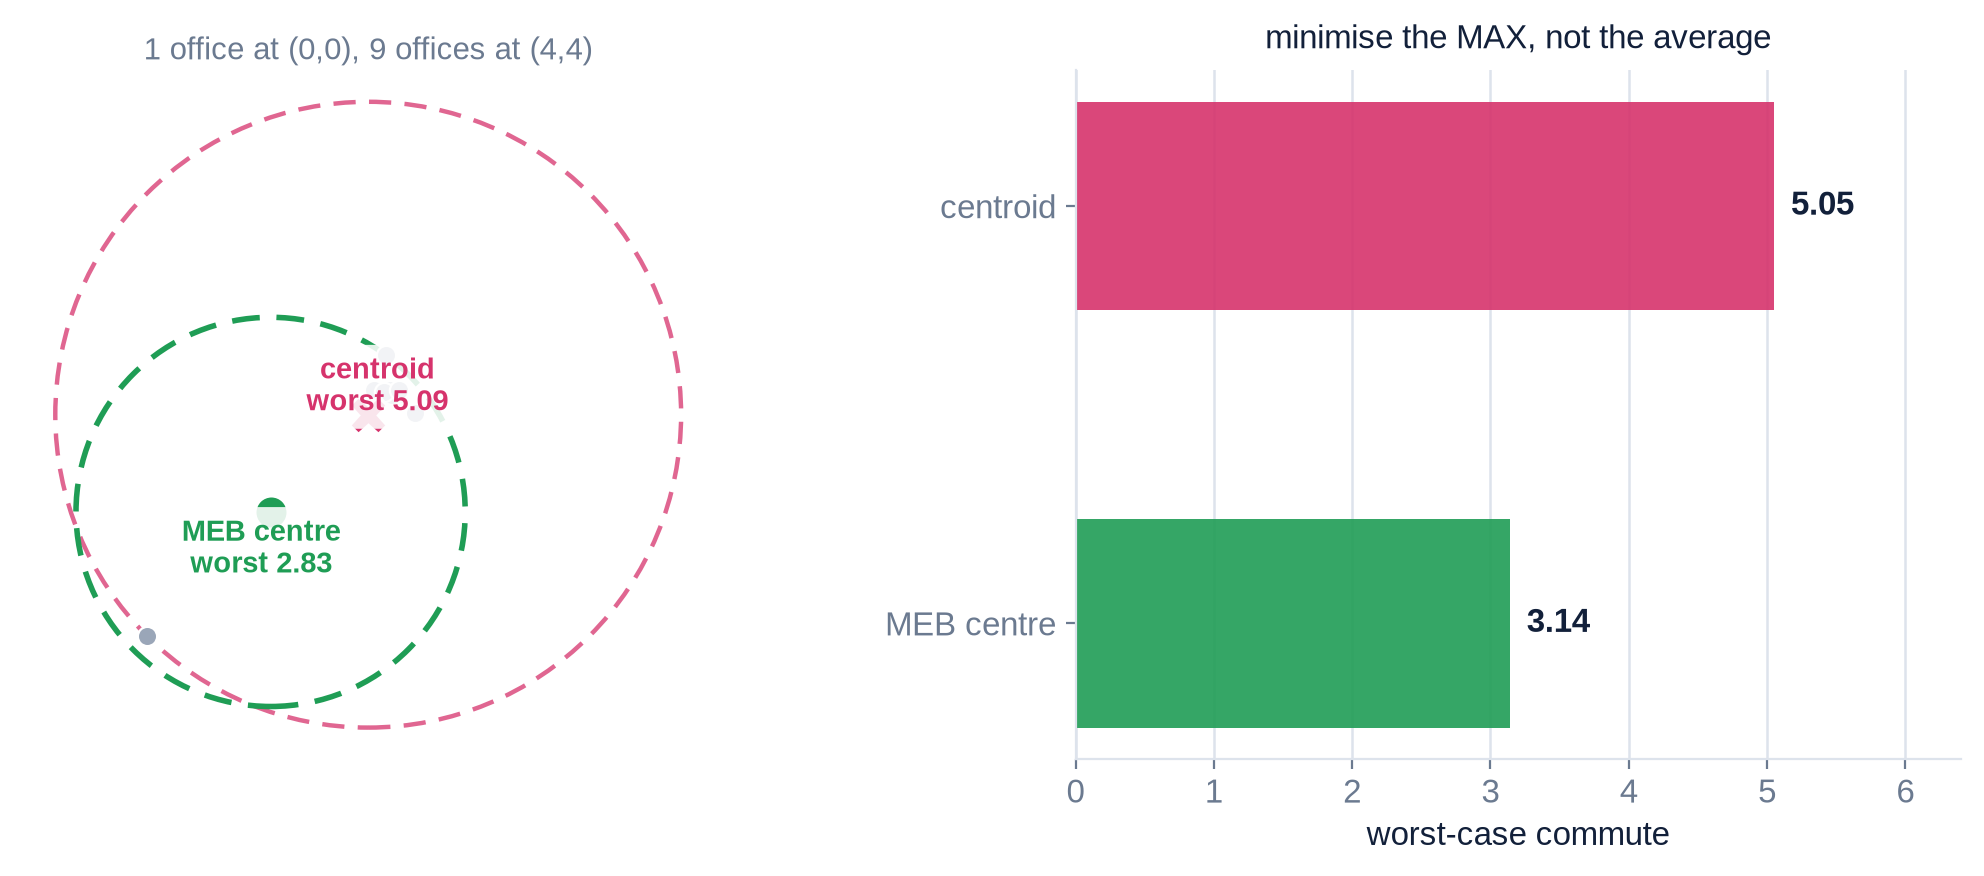 1 office at (0,0), 9 offices at (4,4)
centroid
worst 5.09
MEB centre
worst 2.83
minimise the MAX, not the average
centroid
5.05
MEB centre
3.14
0 1 2 3 4 5 6
worst-case commute